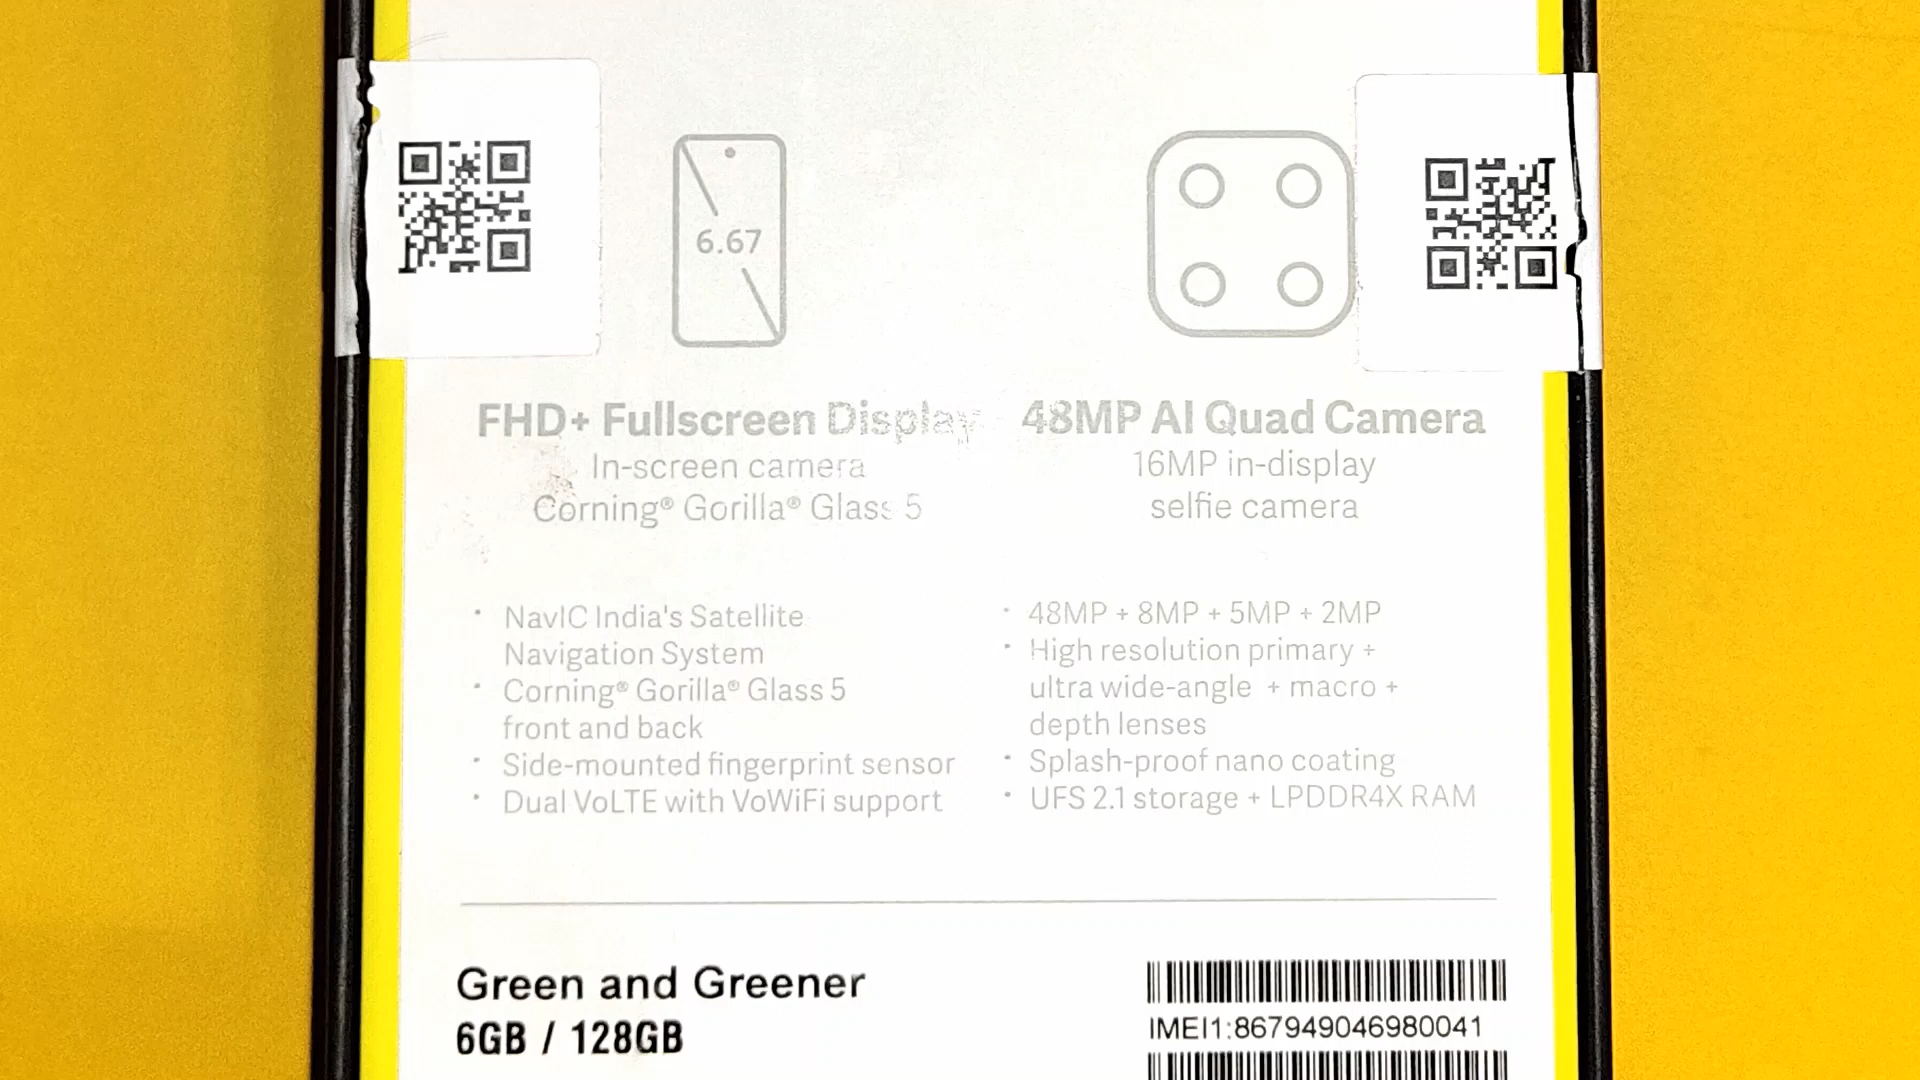 6.67
FHD+ Fullscreen Display
In-screen camera
Corning® Gorilla® Glass 5
48MP AI Quad Camera
16MP in-display
selfie camera
· NavIC India's Satellite
Navigation System
· Corning® Gorilla® Glass 5
front and back
· Side-mounted fingerprint sensor
· Dual VoLTE with VoWiFi support
· 48MP + 8MP + 5MP + 2MP
· High resolution primary +
ultra wide-angle + macro +
depth lenses
· Splash-proof nano coating
· UFS 2.1 storage + LPDDR4X RAM
Green and Greener
6GB / 128GB
IMEI1:867949046980041